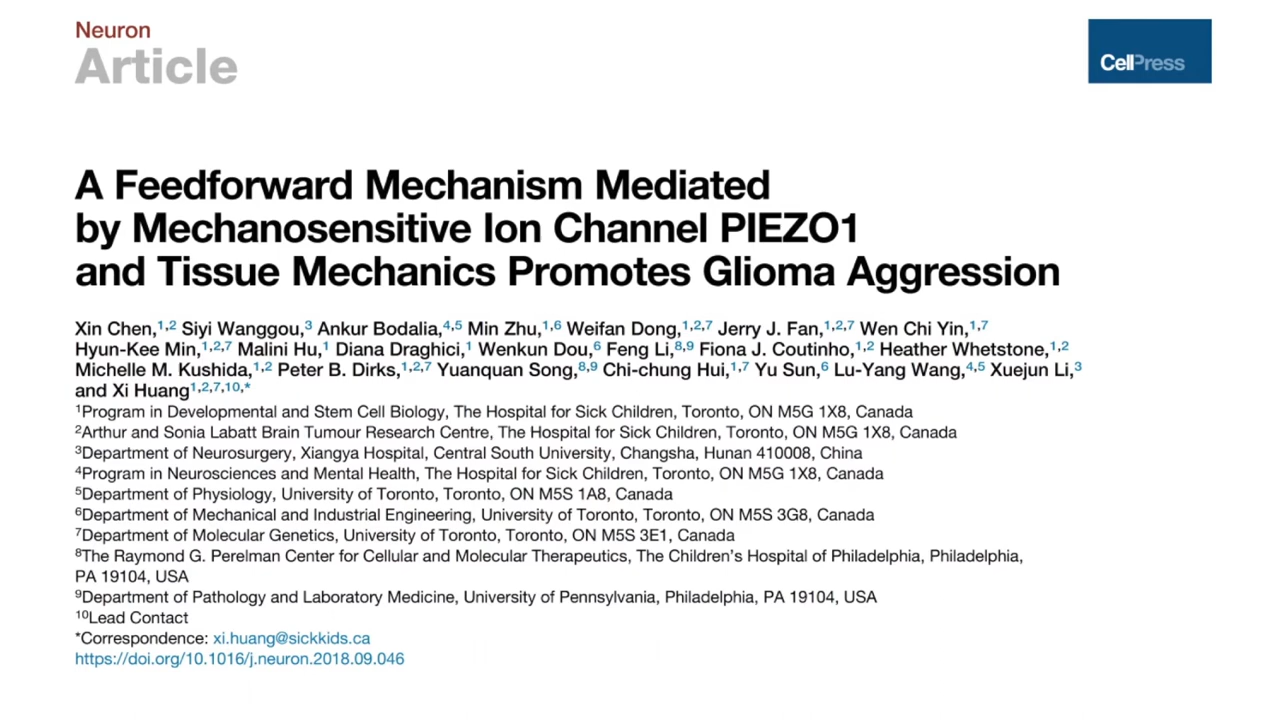 Neuron
Article
CellPress
A Feedforward Mechanism Mediated
by Mechanosensitive Ion Channel PIEZO1
and Tissue Mechanics Promotes Glioma Aggression
Xin Chen,1,2 Siyi Wanggou,3 Ankur Bodalia,4,5 Min Zhu,1,6 Weifan Dong,1,2,7 Jerry J. Fan,1,2,7 Wen Chi Yin,1,7
Hyun-Kee Min,1,2,7 Malini Hu,1 Diana Draghici,1 Wenkun Dou,6 Feng Li,8,9 Fiona J. Coutinho,1,2 Heather Whetstone,1,2
Michelle M. Kushida,1,2 Peter B. Dirks,1,2,7 Yuanquan Song,8,9 Chi-chung Hui,1,7 Yu Sun,6 Lu-Yang Wang,4,5 Xuejun Li,3
and Xi Huang1,2,7,10,*
1Program in Developmental and Stem Cell Biology, The Hospital for Sick Children, Toronto, ON M5G 1X8, Canada
2Arthur and Sonia Labatt Brain Tumour Research Centre, The Hospital for Sick Children, Toronto, ON M5G 1X8, Canada
3Department of Neurosurgery, Xiangya Hospital, Central South University, Changsha, Hunan 410008, China
4Program in Neurosciences and Mental Health, The Hospital for Sick Children, Toronto, ON M5G 1X8, Canada
5Department of Physiology, University of Toronto, Toronto, ON M5S 1A8, Canada
6Department of Mechanical and Industrial Engineering, University of Toronto, Toronto, ON M5S 3G8, Canada
7Department of Molecular Genetics, University of Toronto, Toronto, ON M5S 3E1, Canada
8The Raymond G. Perelman Center for Cellular and Molecular Therapeutics, The Children's Hospital of Philadelphia, Philadelphia,
PA 19104, USA
9Department of Pathology and Laboratory Medicine, University of Pennsylvania, Philadelphia, PA 19104, USA
10Lead Contact
*Correspondence: xi.huang@sickkids.ca
https://doi.org/10.1016/j.neuron.2018.09.046